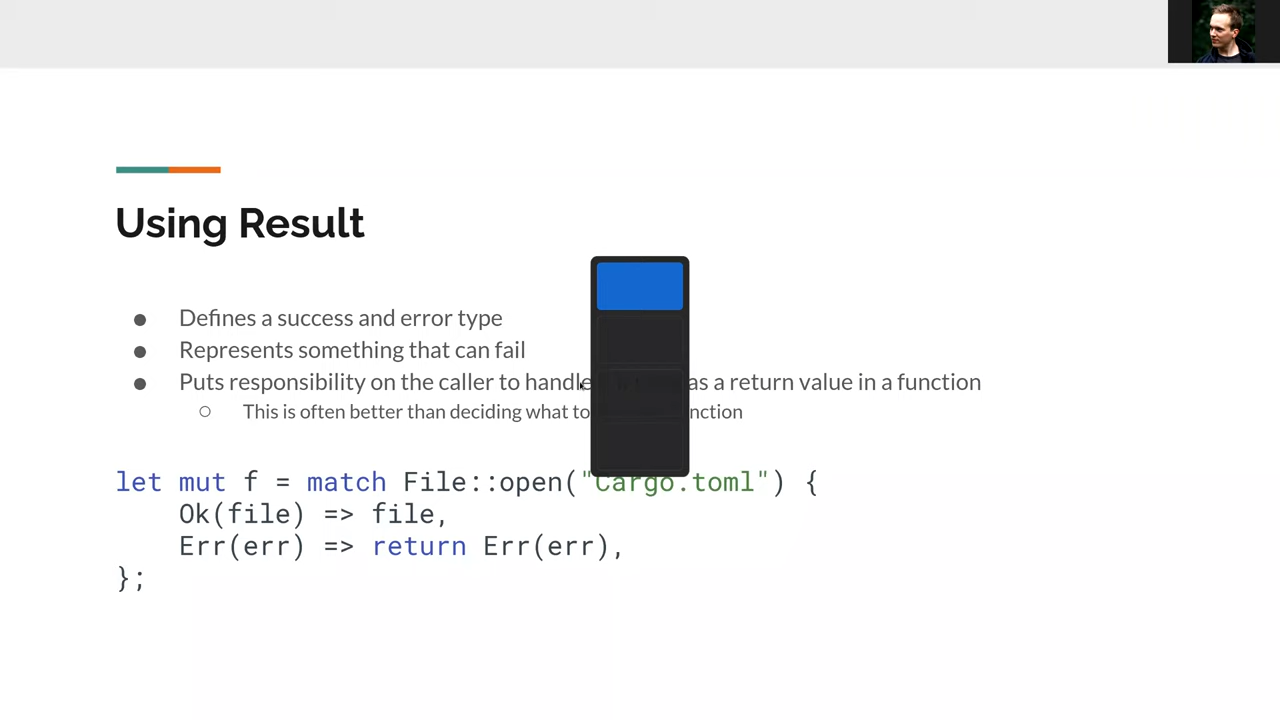 Using Result
● Defines a success and error type
● Represents something that can fail
● Puts responsibility on the caller to handle as a return value in a function
○ This is often better than deciding what to
let mut f = match File::open("Cargo.toml") {
Ok(file) => file,
Err(err) => return Err(err),
};